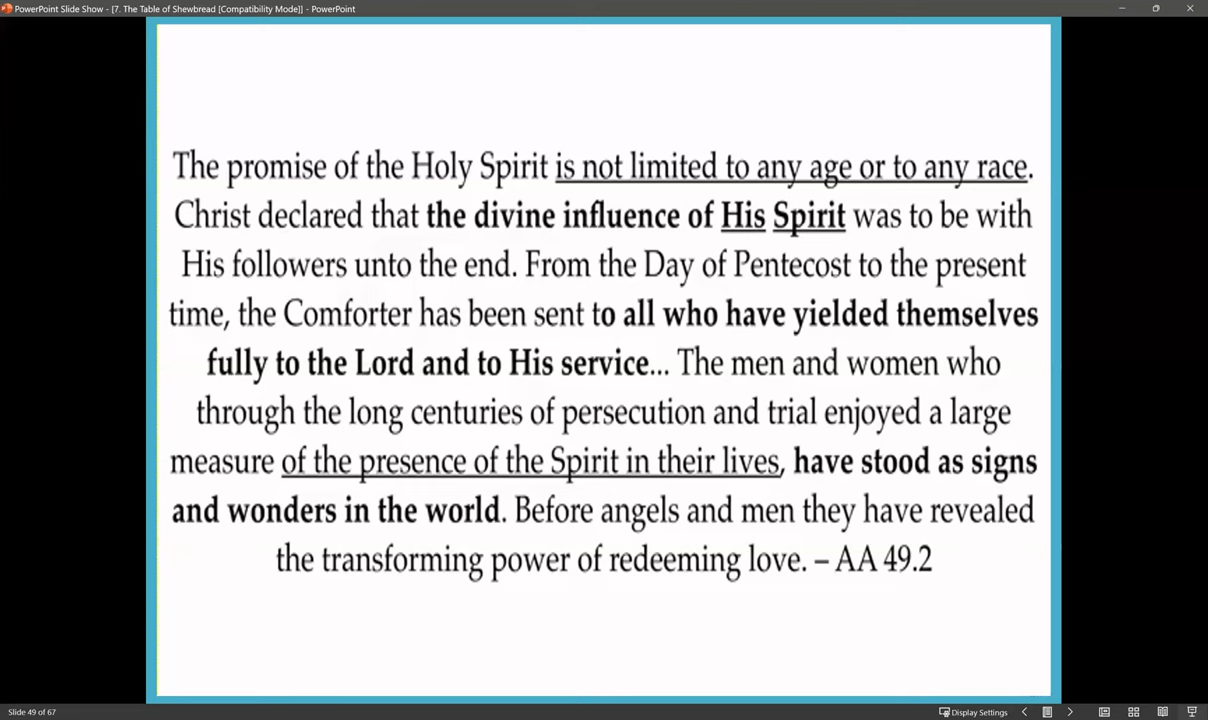 PowerPoint Slide Show - [7. The Table of Shewbread [Compatibility Mode]] - PowerPoint
The promise of the Holy Spirit is not limited to any age or to any race.
Christ declared that the divine influence of His Spirit was to be with
His followers unto the end. From the Day of Pentecost to the present
time, the Comforter has been sent to all who have yielded themselves
fully to the Lord and to His service... The men and women who
through the long centuries of persecution and trial enjoyed a large
measure of the presence of the Spirit in their lives, have stood as signs
and wonders in the world. Before angels and men they have revealed
the transforming power of redeeming love. – AA 49.2
Slide 49 of 67
Display Settings